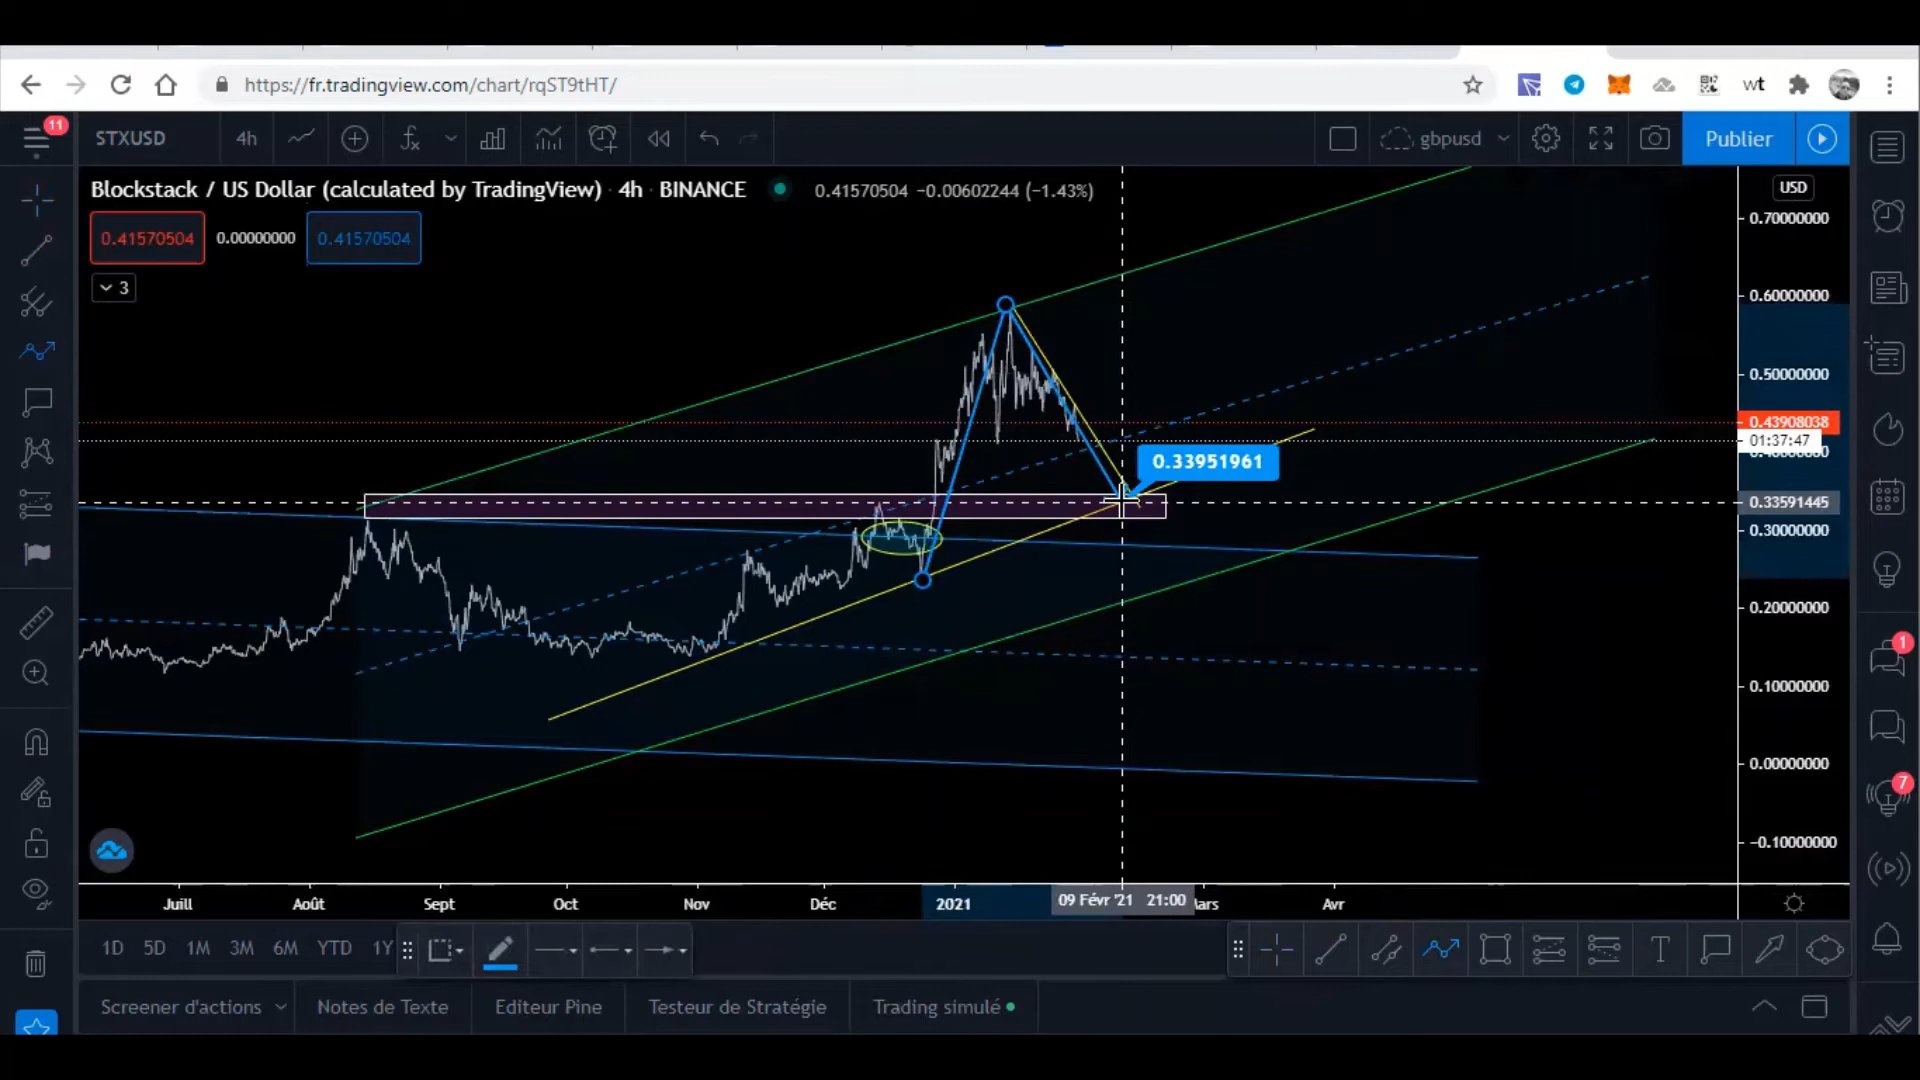 https://fr.tradingview.com/chart/rqST9tHT/
wt
11
STXUSD
4h
gbpusd
Publier
Blockstack / US Dollar (calculated by TradingView) · 4h · BINANCE
0.41570504 −0.00602244 (−1.43%)
USD
0.41570504
0.00000000
0.41570504
3
0.70000000
0.60000000
0.50000000
0.43908038
01:37:47
0.33951961
0.33591445
0.30000000
0.20000000
0.10000000
0.00000000
−0.10000000
1
7
Juill
Août
Sept
Oct
Nov
Déc
2021
09 Févr '21 21:00
Avr
1D
5D
1M
3M
6M
YTD
1Y
T
Screener d'actions
Notes de Texte
Editeur Pine
Testeur de Stratégie
Trading simulé